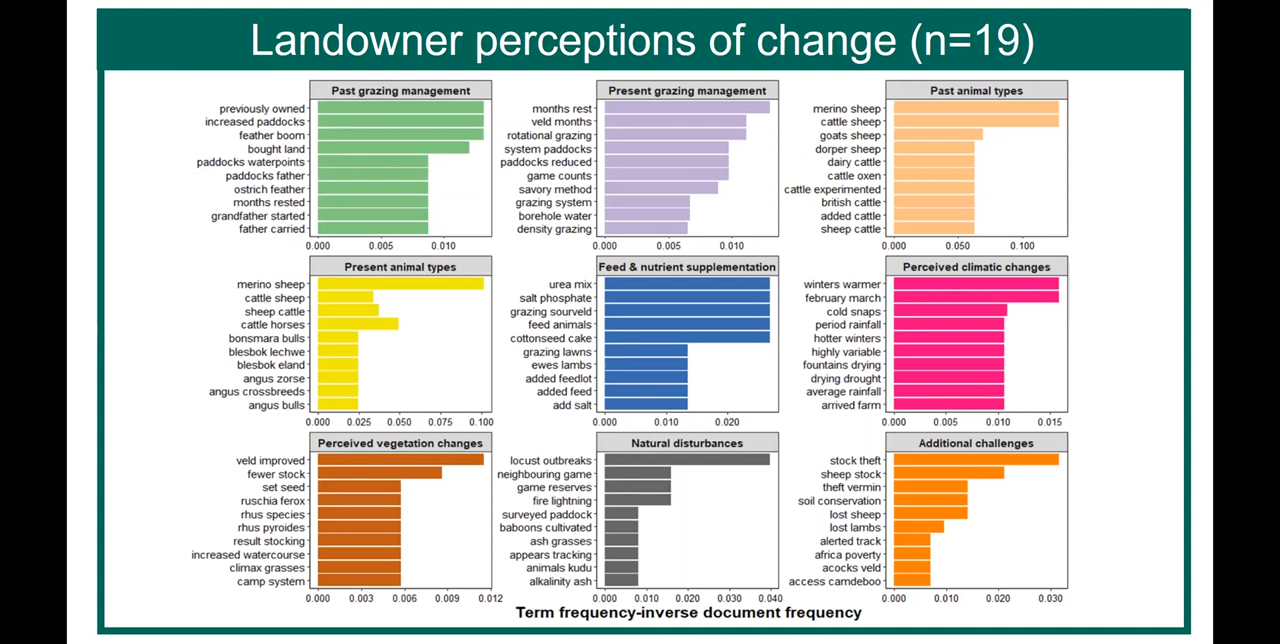 Landowner perceptions of change (n=19)
Past grazing management
previously owned
increased paddocks
feather boom
bought land
paddocks waterpoints
paddocks father
ostrich feather
months rested
grandfather started
father carried
0.000 0.005 0.010
Present grazing management
months rest
veld months
rotational grazing
system paddocks
paddocks reduced
game counts
savory method
grazing system
borehole water
density grazing
0.000 0.005 0.010
Past animal types
merino sheep
cattle sheep
goats sheep
dorper sheep
dairy cattle
cattle oxen
cattle experimented
british cattle
added cattle
sheep cattle
0.000 0.050 0.100
Present animal types
merino sheep
cattle sheep
sheep cattle
cattle horses
bonsmara bulls
blesbok lechwe
blesbok eland
angus zorse
angus crossbreeds
angus bulls
0.000 0.025 0.050 0.075 0.100
Feed & nutrient supplementation
urea mix
salt phosphate
grazing sourveld
feed animals
cottonseed cake
grazing lawns
ewes lambs
added feedlot
added feed
add salt
0.000 0.010 0.020
Perceived climatic changes
winters warmer
february march
cold snaps
period rainfall
hotter winters
highly variable
fountains drying
drying drought
average rainfall
arrived farm
0.000 0.005 0.010 0.015
Perceived vegetation changes
veld improved
fewer stock
set seed
ruschia ferox
rhus species
rhus pyroides
result stocking
increased watercourse
climax grasses
camp system
0.000 0.003 0.006 0.009 0.012
Natural disturbances
locust outbreaks
neighbouring game
game reserves
fire lightning
surveyed paddock
baboons cultivated
ash grasses
appears tracking
animals kudu
alkalinity ash
0.000 0.010 0.020 0.030 0.040
Additional challenges
stock theft
sheep stock
theft vermin
soil conservation
lost sheep
lost lambs
alerted track
africa poverty
acocks veld
access camdeboo
0.000 0.010 0.020 0.030
Term frequency-inverse document frequency